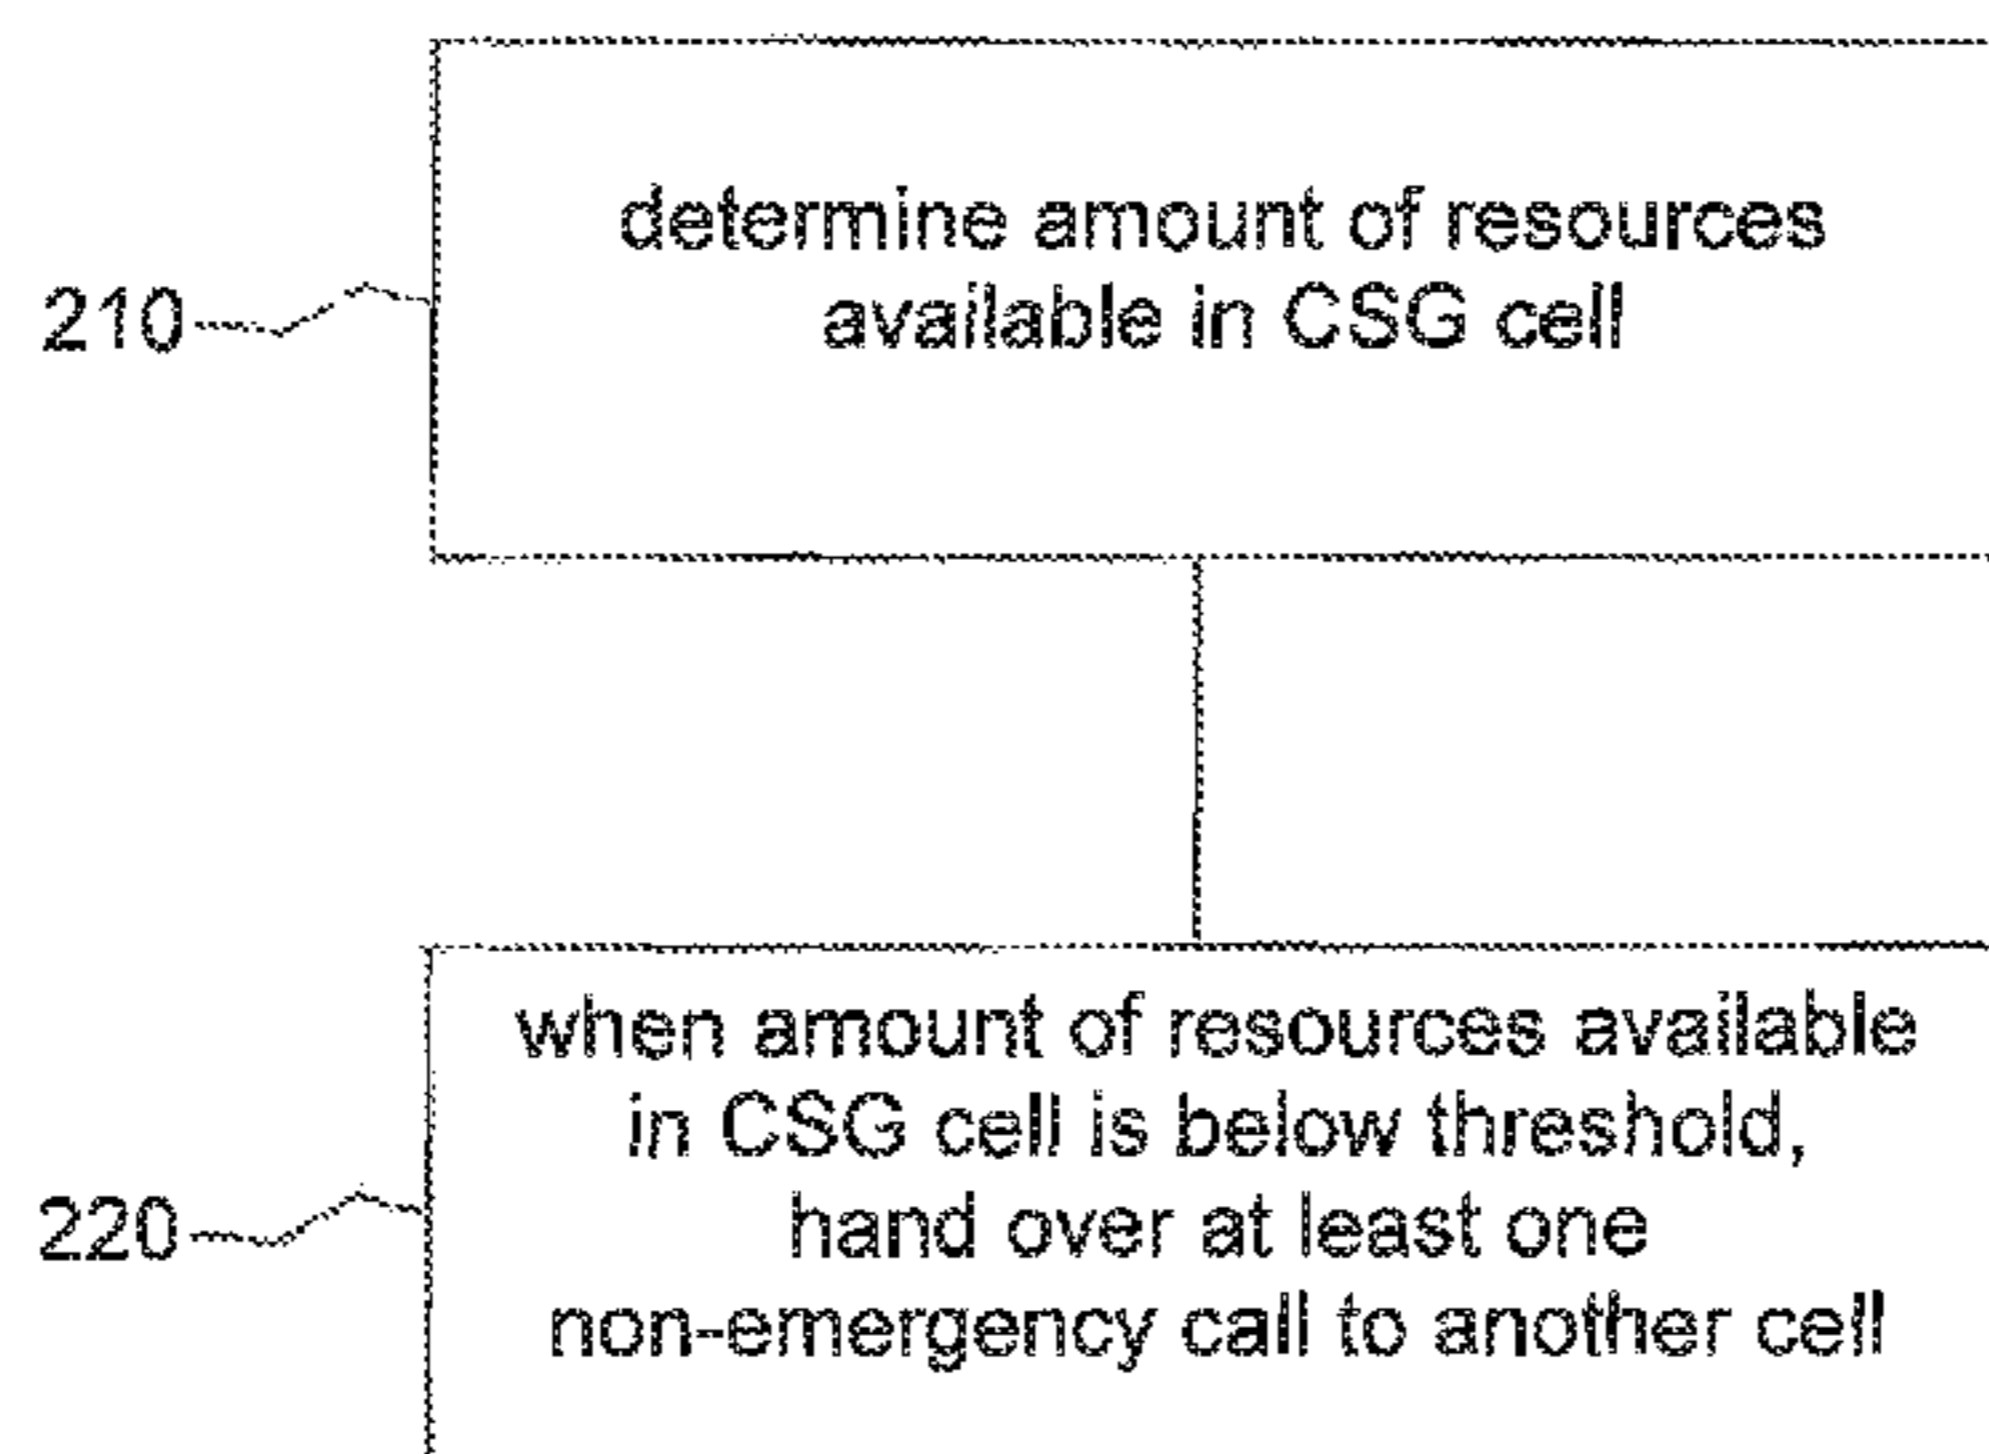 determine amount of resources
available in CSG cell
210
when amount of resources available
in CSG cell is below threshold,
hand over at least one
non-emergency call to another cell
220